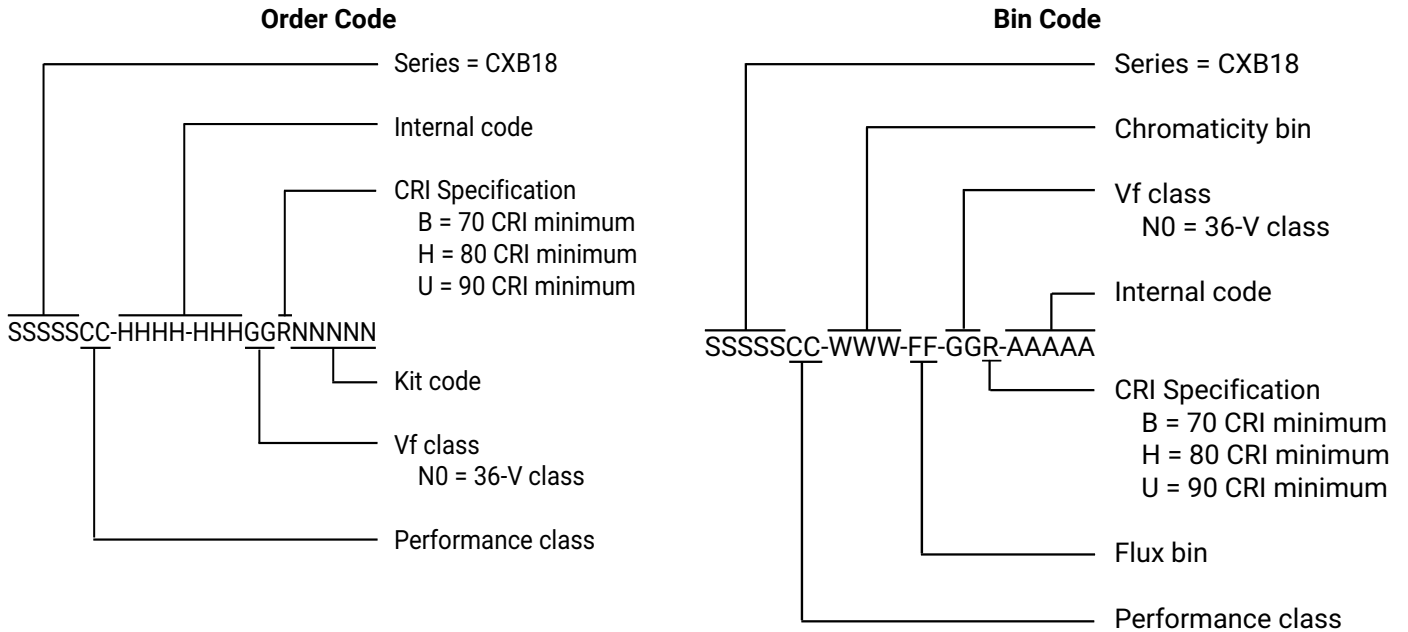 Order Code
Series = CXB18
Internal code
CRI Specification
B = 70 CRI minimum
H = 80 CRI minimum
U = 90 CRI minimum
SSSSSCC-HHHH-HHHGGRNNNNN
Kit code
Vf class
N0 = 36-V class
Performance class
Bin Code
Series = CXB18
Chromaticity bin
Vf class
N0 = 36-V class
Internal code
SSSSSCC-WWW-FF-GGR-AAAAA
CRI Specification
B = 70 CRI minimum
H = 80 CRI minimum
U = 90 CRI minimum
Flux bin
Performance class